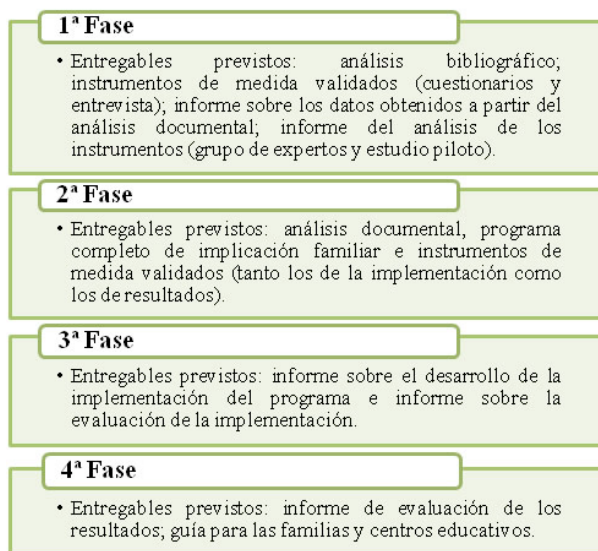 1ª Fase
• Entregables previstos: análisis bibliográfico;
instrumentos de medida validados (cuestionarios y
entrevista); informe sobre los datos obtenidos a partir del
análisis documental; informe del análisis de los
instrumentos (grupo de expertos y estudio piloto).
2ª Fase
• Entregables previstos: análisis documental, programa
completo de implicación familiar e instrumentos de
medida validados (tanto los de la implementación como
los de resultados).
3ª Fase
• Entregables previstos: informe sobre el desarrollo de la
implementación del programa e informe sobre la
evaluación de la implementación.
4ª Fase
• Entregables previstos: informe de evaluación de los
resultados; guía para las familias y centros educativos.